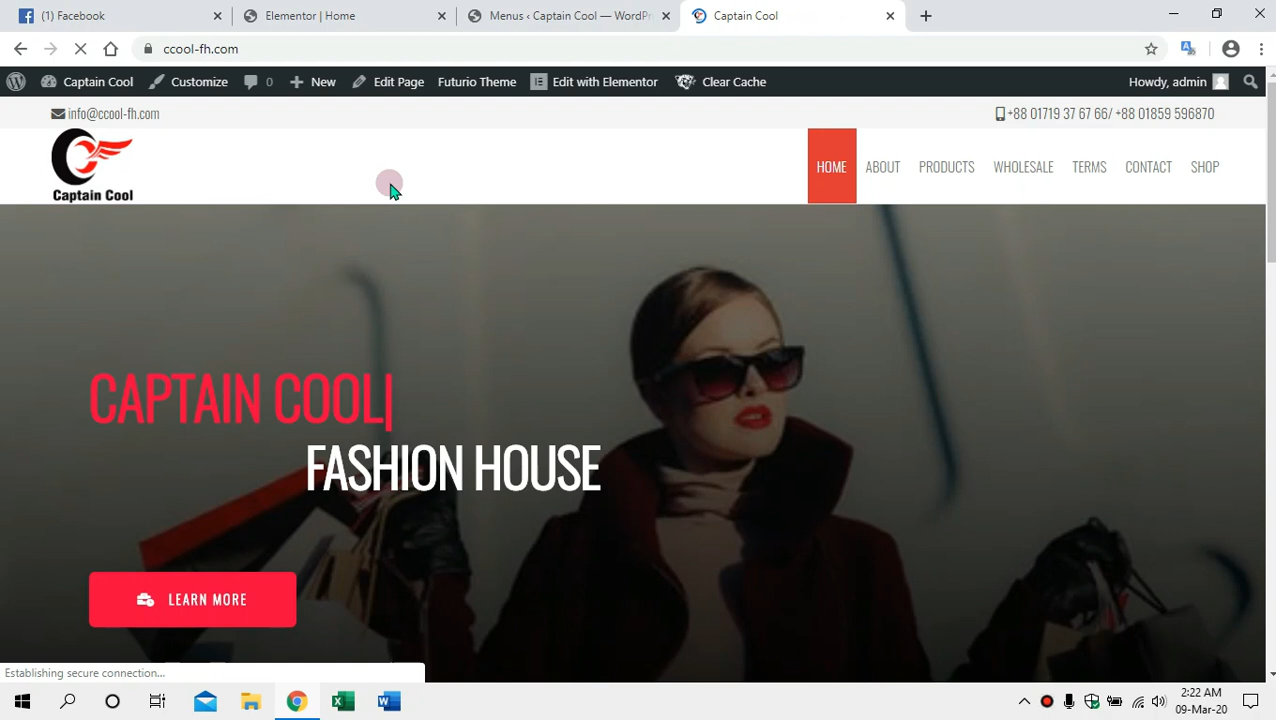 (1) Facebook
Elementor | Home
Menus ‹ Captain Cool — WordPr
Captain Cool
ccool-fh.com
Captain Cool
Customize
0
New
Edit Page
Futurio Theme
Edit with Elementor
Clear Cache
Howdy, admin
info@ccool-fh.com
+88 01719 37 67 66/ +88 01859 596870
Captain Cool
HOME
ABOUT
PRODUCTS
WHOLESALE
TERMS
CONTACT
SHOP
CAPTAIN COOL|
FASHION HOUSE
LEARN MORE
Establishing secure connection...
2:22 AM
09-Mar-20